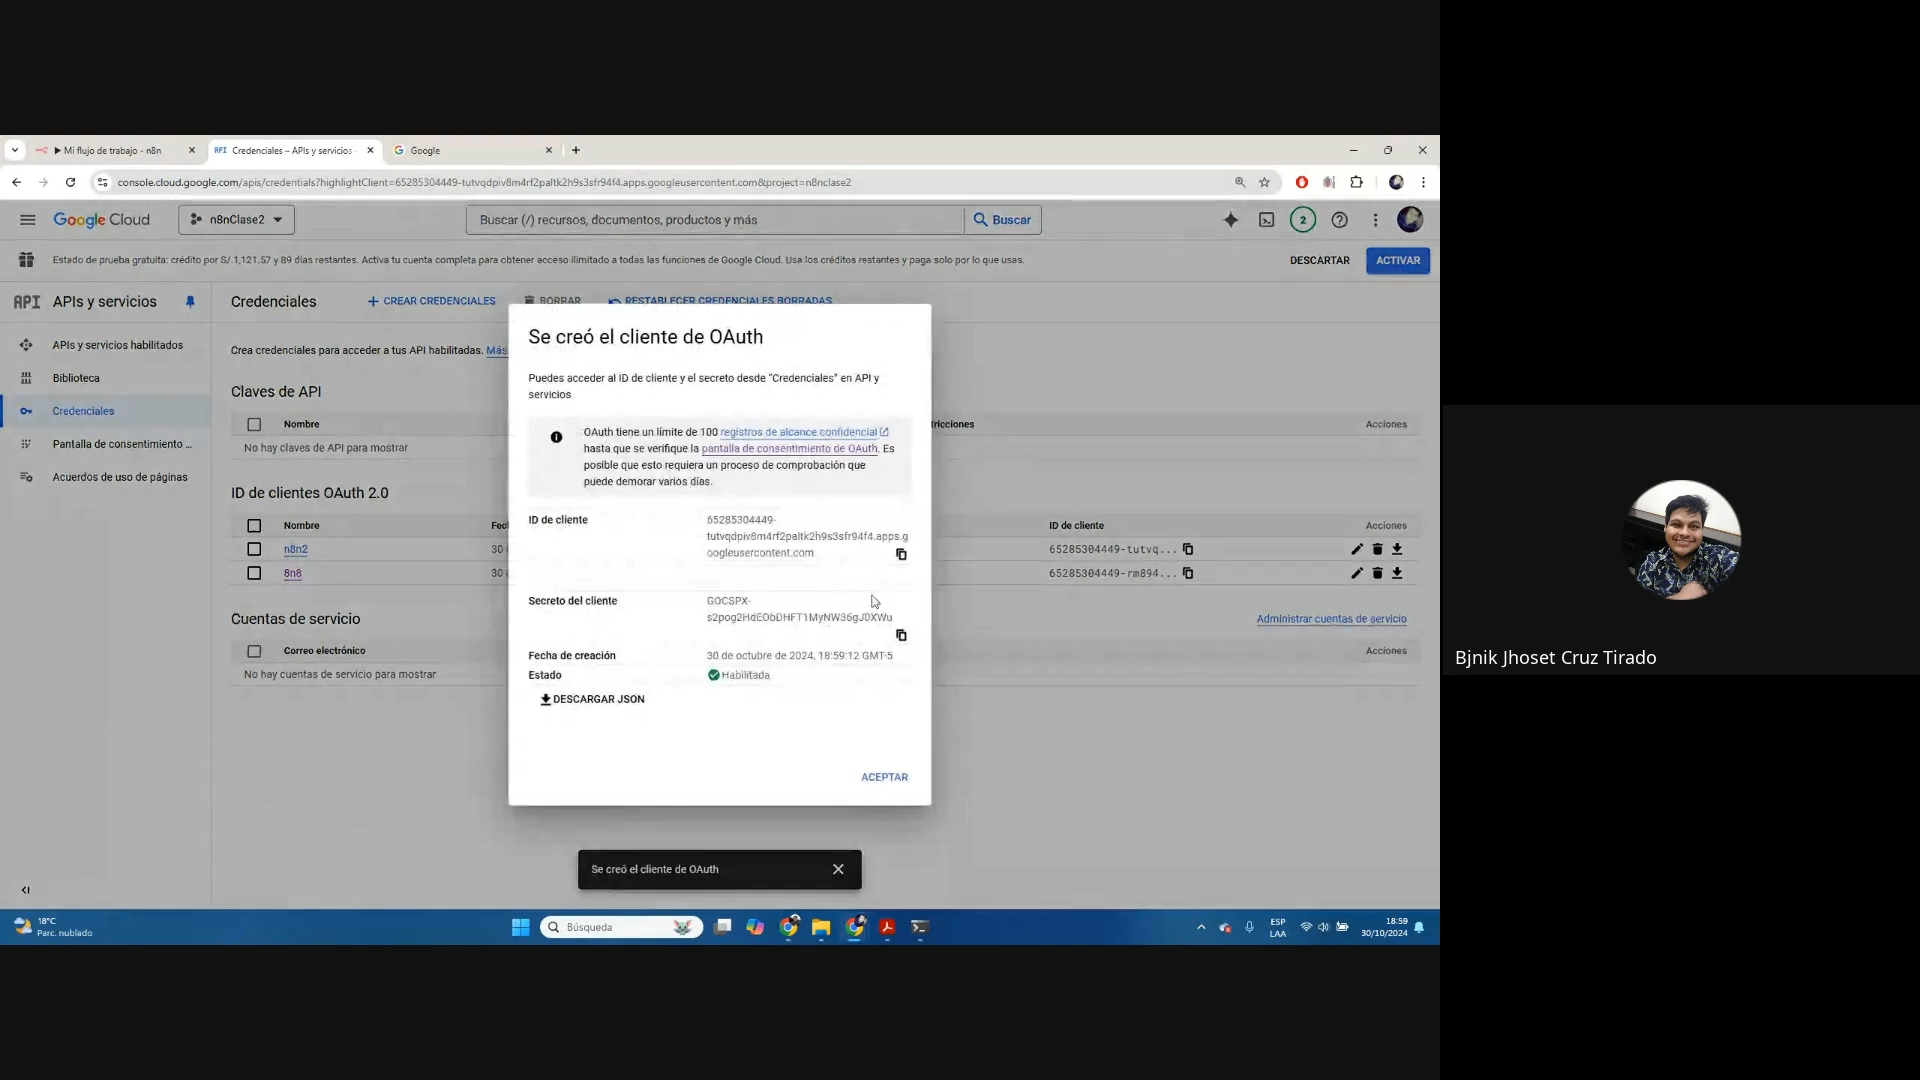 Mi flujo de trabajo - n8n
API Credenciales – APIs y servicios
Google
console.cloud.google.com/apis/credentials?highlightClient=65285304449-tutvqdpiv8m4rf2paltk2h9s3sfr94f4.apps.googleusercontent.com&project=n8nclase2
Google Cloud
n8nClase2
Buscar (/) recursos, documentos, productos y más
Buscar
2
Estado de prueba gratuita: crédito por S/.1,121.57 y 89 días restantes. Activa tu cuenta completa para obtener acceso ilimitado a todas las funciones de Google Cloud. Usa los créditos restantes y paga solo por lo que usas.
DESCARTAR
ACTIVAR
API APIs y servicios
APIs y servicios habilitados
Biblioteca
Credenciales
Pantalla de consentimiento ...
Acuerdos de uso de páginas
Credenciales
CREAR CREDENCIALES
BORRAR
RESTABLECER CREDENCIALES BORRADAS
Crea credenciales para acceder a tus API habilitadas. Más
Claves de API
Nombre
tricciones
Acciones
No hay claves de API para mostrar
ID de clientes OAuth 2.0
Nombre
Fec
ID de cliente
Acciones
n8n2
30
65285304449-tutvq...
8n8
30
65285304449-rm894...
Cuentas de servicio
Administrar cuentas de servicio
Correo electrónico
Acciones
No hay cuentas de servicio para mostrar
Se creó el cliente de OAuth
Puedes acceder al ID de cliente y el secreto desde "Credenciales" en API y
servicios
OAuth tiene un límite de 100 registros de alcance confidencial
hasta que se verifique la pantalla de consentimiento de OAuth. Es
posible que esto requiera un proceso de comprobación que
puede demorar varios días.
ID de cliente
65285304449-
tutvqdpiv8m4rf2paltk2h9s3sfr94f4.apps.g
oogleusercontent.com
Secreto del cliente
GOCSPX-
s2pog2HdEObDHFT1MyNW36gJ0XWu
Fecha de creación
30 de octubre de 2024, 18:59:12 GMT-5
Estado
Habilitada
DESCARGAR JSON
ACEPTAR
Se creó el cliente de OAuth
18°C
Parc. nublado
Búsqueda
ESP
LAA
18:59
30/10/2024
Bjnik Jhoset Cruz Tirado